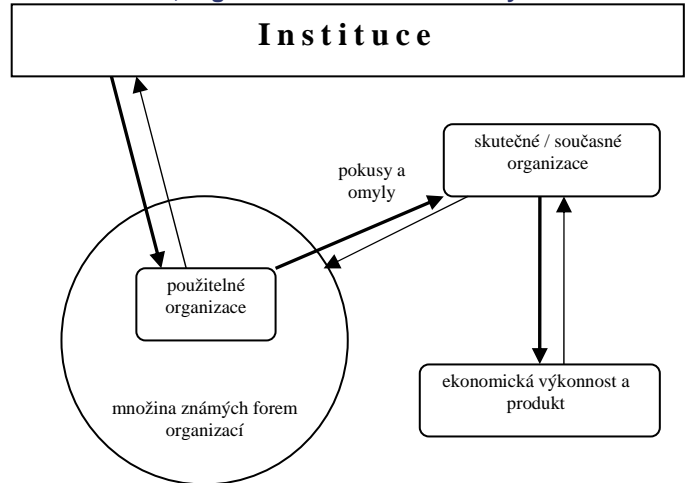 Instituce
skutečné / současné
organizace
pokusy a
omyly
použitelné
organizace
ekonomická výkonnost a
produkt
množina známých forem
organizací